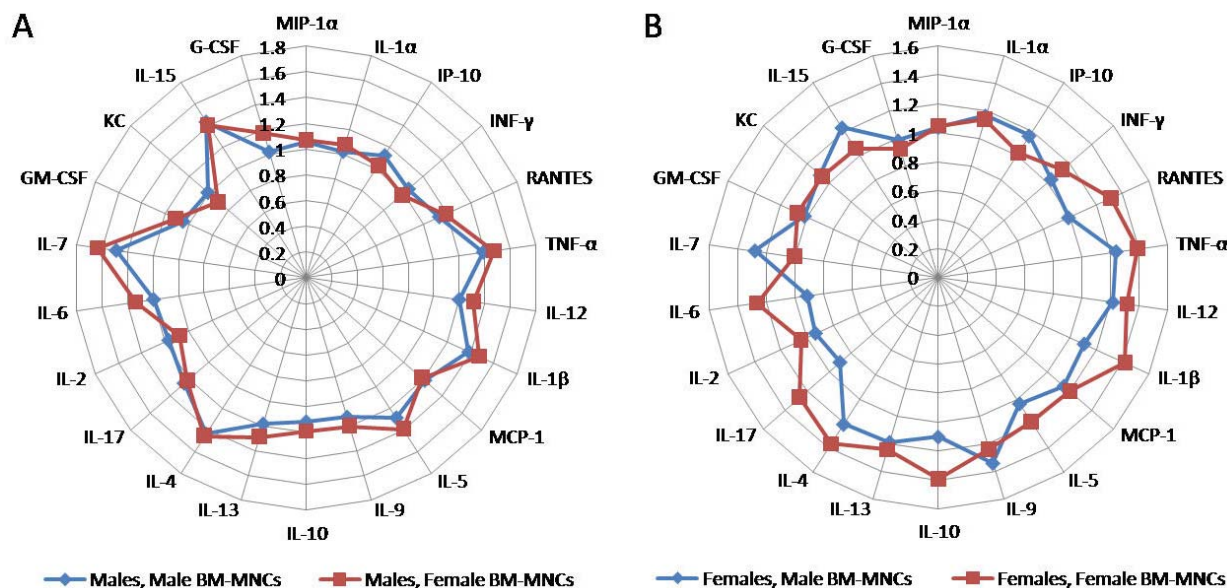 A
MIP-1α
G-CSF
IL-1α
IL-15
IP-10
KC
INF-γ
GM-CSF
RANTES
IL-7
TNF-α
IL-6
IL-12
IL-2
IL-1β
IL-17
MCP-1
IL-4
IL-5
IL-13
IL-9
IL-10
1.8
1.6
1.4
1.2
1
0.8
0.6
0.4
0.2
0
Males, Male BM-MNCs
Males, Female BM-MNCs
B
MIP-1α
G-CSF
IL-1α
IL-15
IP-10
KC
INF-γ
GM-CSF
RANTES
IL-7
TNF-α
IL-6
IL-12
IL-2
IL-1β
IL-17
MCP-1
IL-4
IL-5
IL-13
IL-9
IL-10
1.6
1.4
1.2
1
0.8
0.6
0.4
0.2
0
Females, Male BM-MNCs
Females, Female BM-MNCs